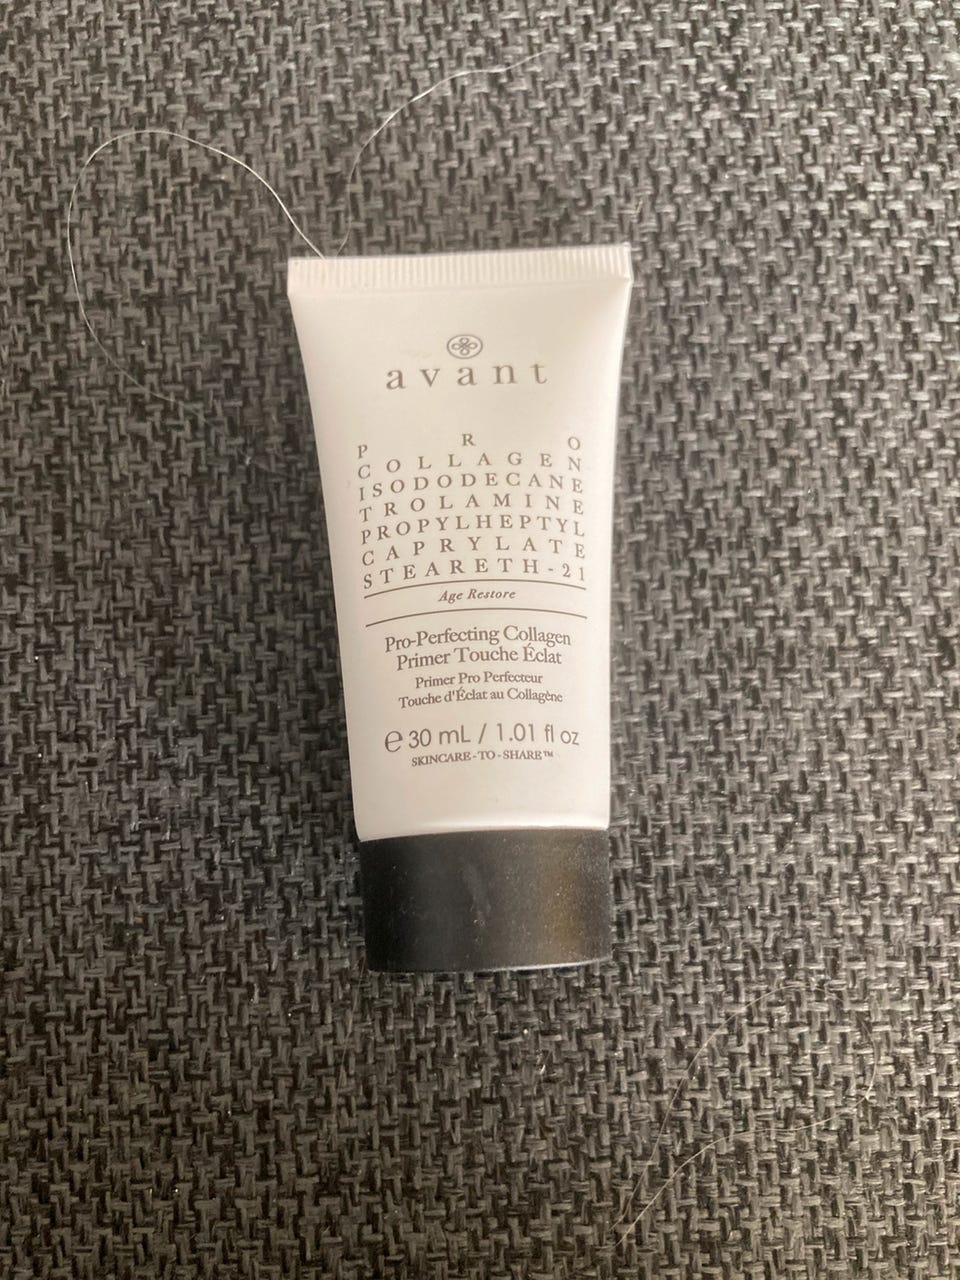 avant
PRO
COLLAGEN
ISODODECANE
TROLAMINE
PROPYLHEPTYL
CAPRYLATE
STEARETH-21
Age Restore
Pro-Perfecting Collagen
Primer Touche Éclat
Primer Pro Perfecteur
Touche d'Éclat au Collagène
℮ 30 mL / 1.01 fl oz
SKINCARE-TO-SHARE™